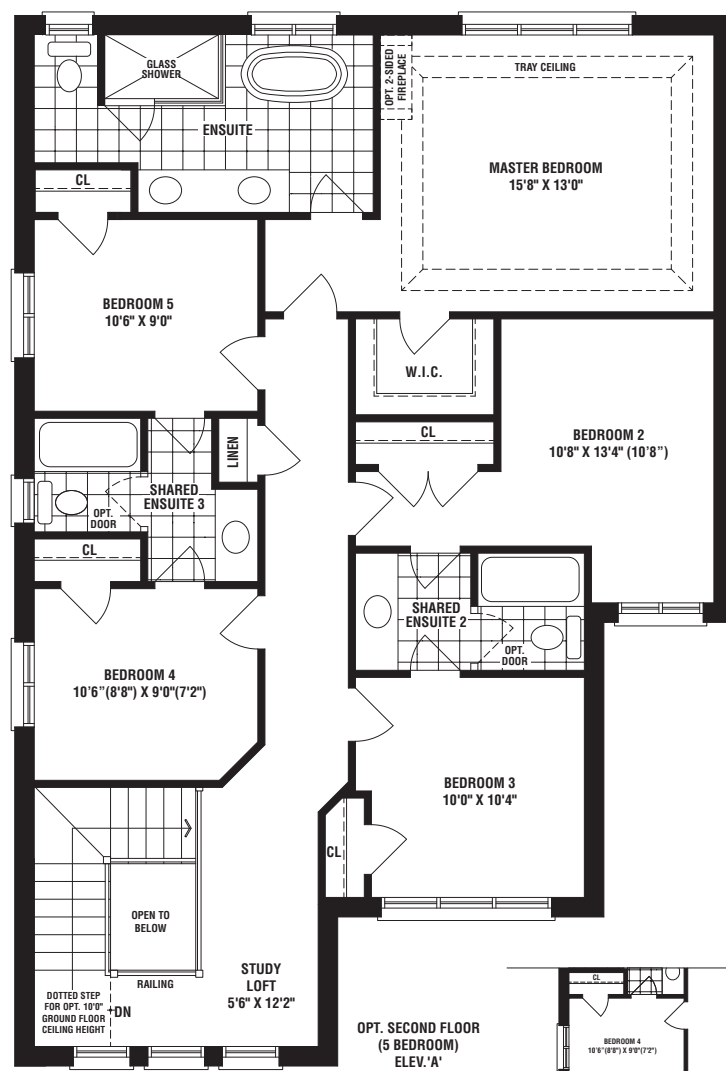 GLASS
SHOWER
OPT. 2-SIDED
FIREPLACE
TRAY CEILING
ENSUITE
MASTER BEDROOM
15'8" X 13'0"
CL
BEDROOM 5
10'6" X 9'0"
W.I.C.
CL
BEDROOM 2
10'8" X 13'4" (10'8”)
LINEN
SHARED
ENSUITE 3
OPT.
DOOR
CL
SHARED
ENSUITE 2
OPT.
DOOR
BEDROOM 4
10’6”(8'8") X 9'0"(7'2")
BEDROOM 3
10'0" X 10'4"
CL
OPEN TO
BELOW
RAILING
STUDY
LOFT
5'6" X 12'2"
DOTTED STEP
FOR OPT. 10'0"
GROUND FLOOR
CEILING HEIGHT
DN
OPT. SECOND FLOOR
(5 BEDROOM)
ELEV.'A'
CL
BEDROOM 4
10’6”(8'8") X 9'0"(7'2")